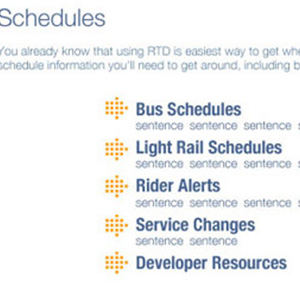 Schedules
You already know that using RTD is easiest way to get
schedule information you'll need to get around, including
Bus Schedules
sentence sentence sentence
Light Rail Schedules
sentence sentence sentence
Rider Alerts
sentence sentence sentence
Service Changes
sentence sentence
Developer Resources